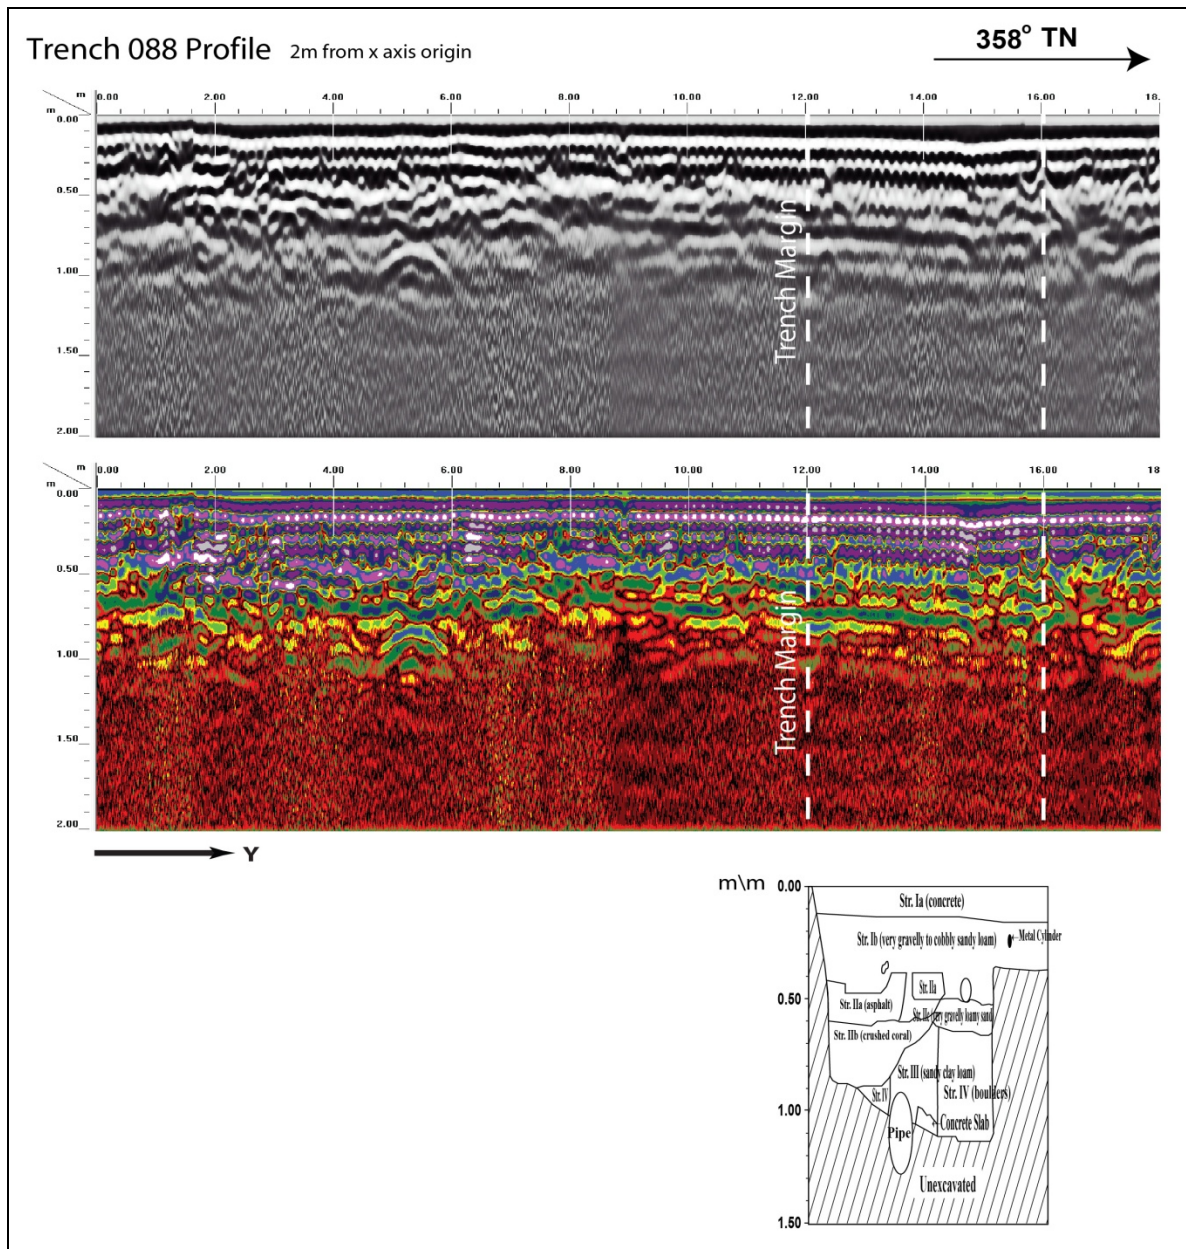 Trench 088 Profile 2m from x axis origin
358° TN
m 0.00 2.00 4.00 6.00 8.00 10.00 12.00 14.00 16.00 18.
m
0.00
0.50
1.00
1.50
2.00
Trench Margin
m 0.00 2.00 4.00 6.00 8.00 10.00 12.00 14.00 16.00 18
m
0.00
0.50
1.00
1.50
2.00
Trench Margin
Y
m\m 0.00
Str. Ia (concrete)
Str. Ib (very gravelly to cobbly sandy loam) Metal Cylinder
Str. IIa
0.50
Str. IIa (asphalt)
gravelly loamy sand
Str. IIb (crushed coral)
Str. III (sandy clay loam)
Str. IV Str. IV (boulders)
1.00
Concrete Slab
Pipe
Unexcavated
1.50